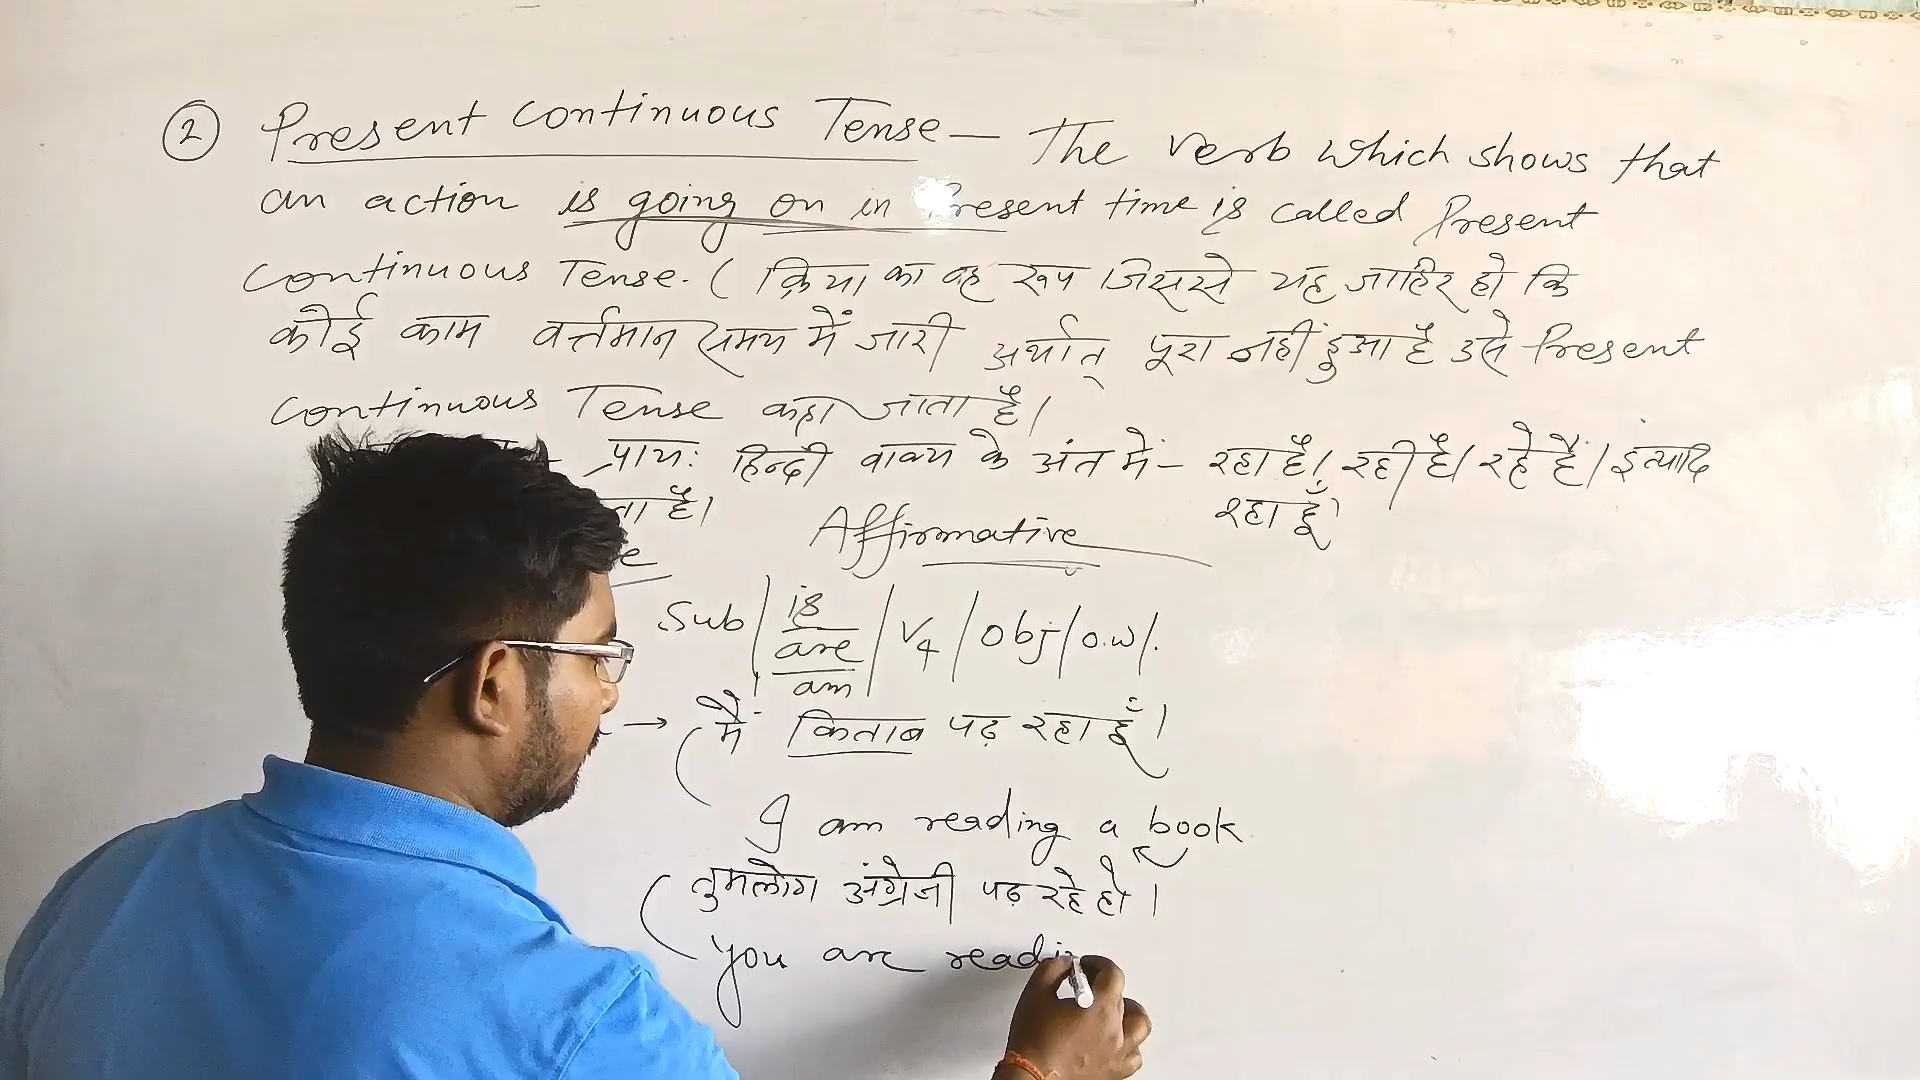 ② Present Continuous Tense — The verb which shows that
an action is going on in Present time is called Present
Continuous Tense. ( क्रिया का वह रूप जिससे यह जाहिर हो कि
कोई काम वर्त्तमान समय में जारी अर्थात् पूरा नहीं हुआ है उसे Present
Continuous Tense कहा जाता है।
- प्राय: हिन्दी वाक्य के अंत में - रहा है। रही है। रहे हैं। इत्यादि
ता है। रहा हूँ
Affirmative
Sub | is / are / am | V4 | Obj | O.W |.
→ मैं किताब पढ़ रहा हूँ।
I am reading a book.
तुमलोग अंग्रेजी पढ़ रहे हो।
you are readi